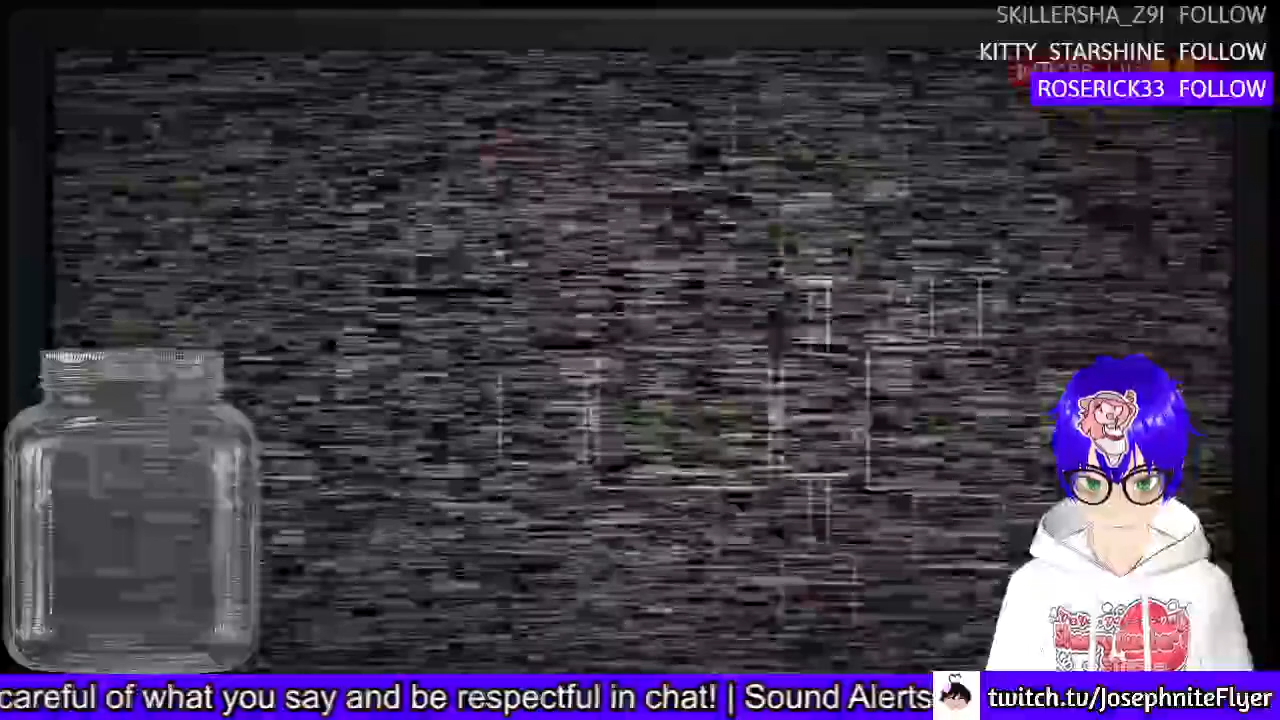 SKILLERSHA_Z9I FOLLOW
KITTY_STARSHINE FOLLOW
ROSERICK33 FOLLOW
careful of what you say and be respectful in chat! | Sound Alerts
twitch.tv/JosephniteFlyer